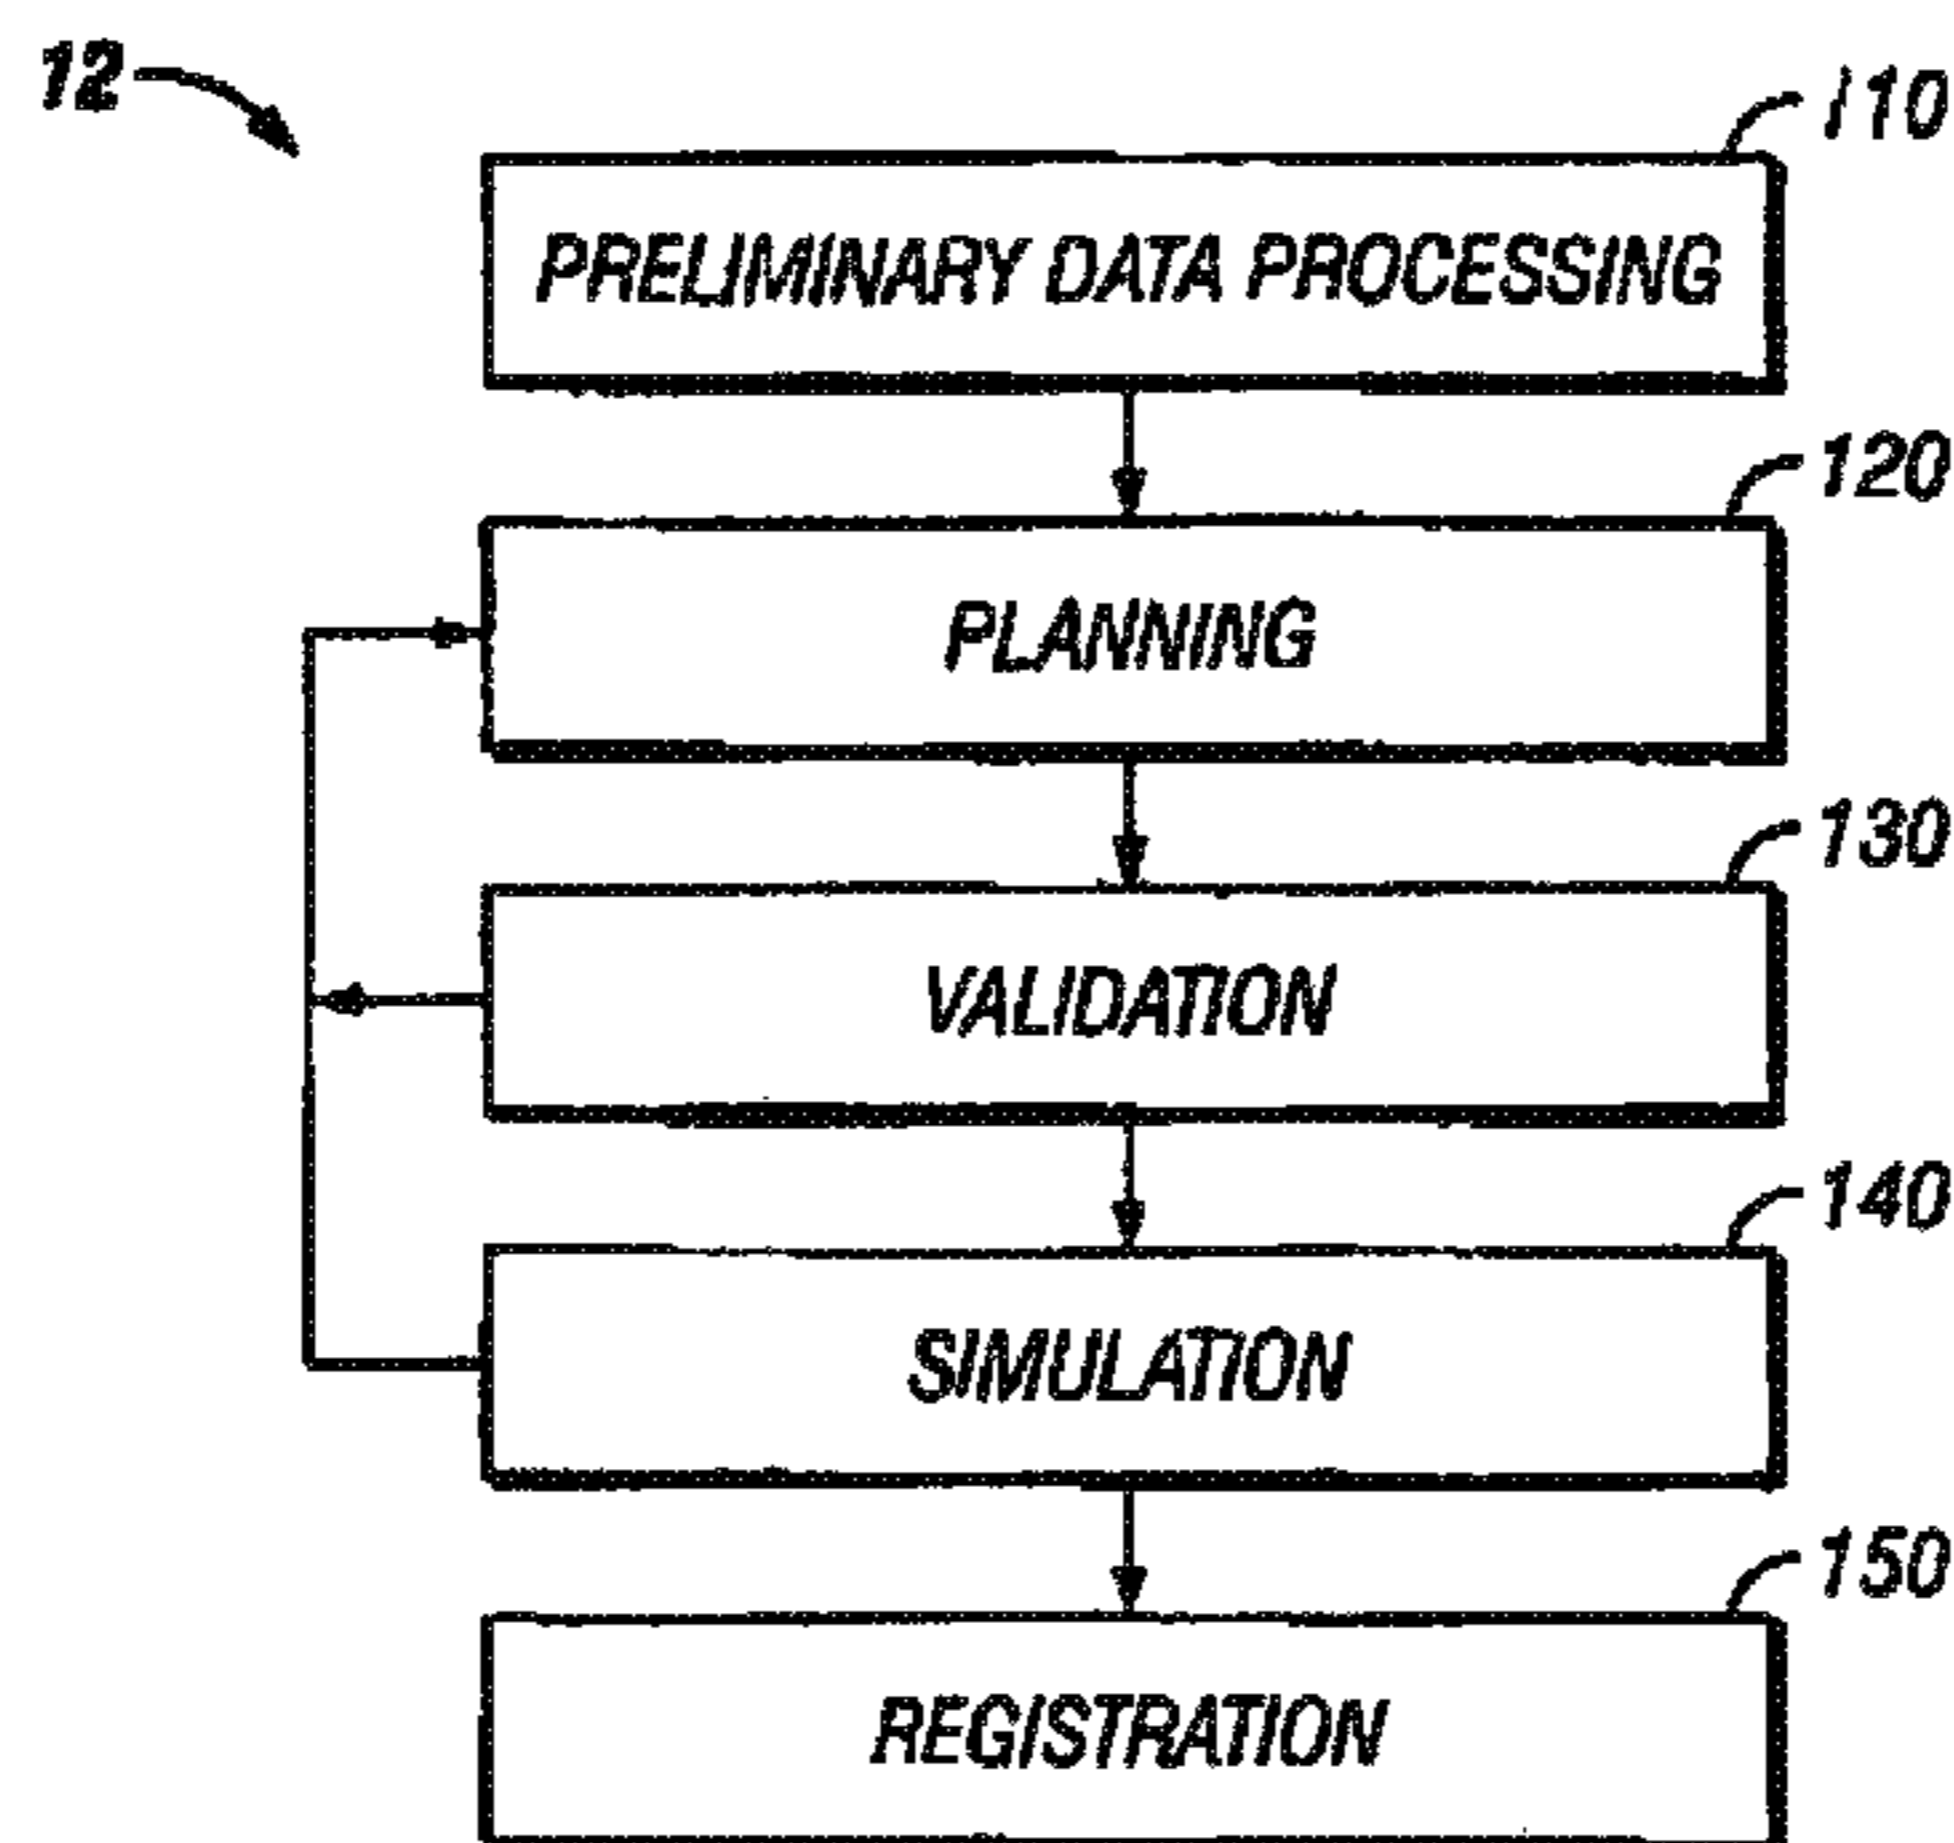 12
110
PRELIMINARY DATA PROCESSING
120
PLANNING
130
VALIDATION
140
SIMULATION
150
REGISTRATION